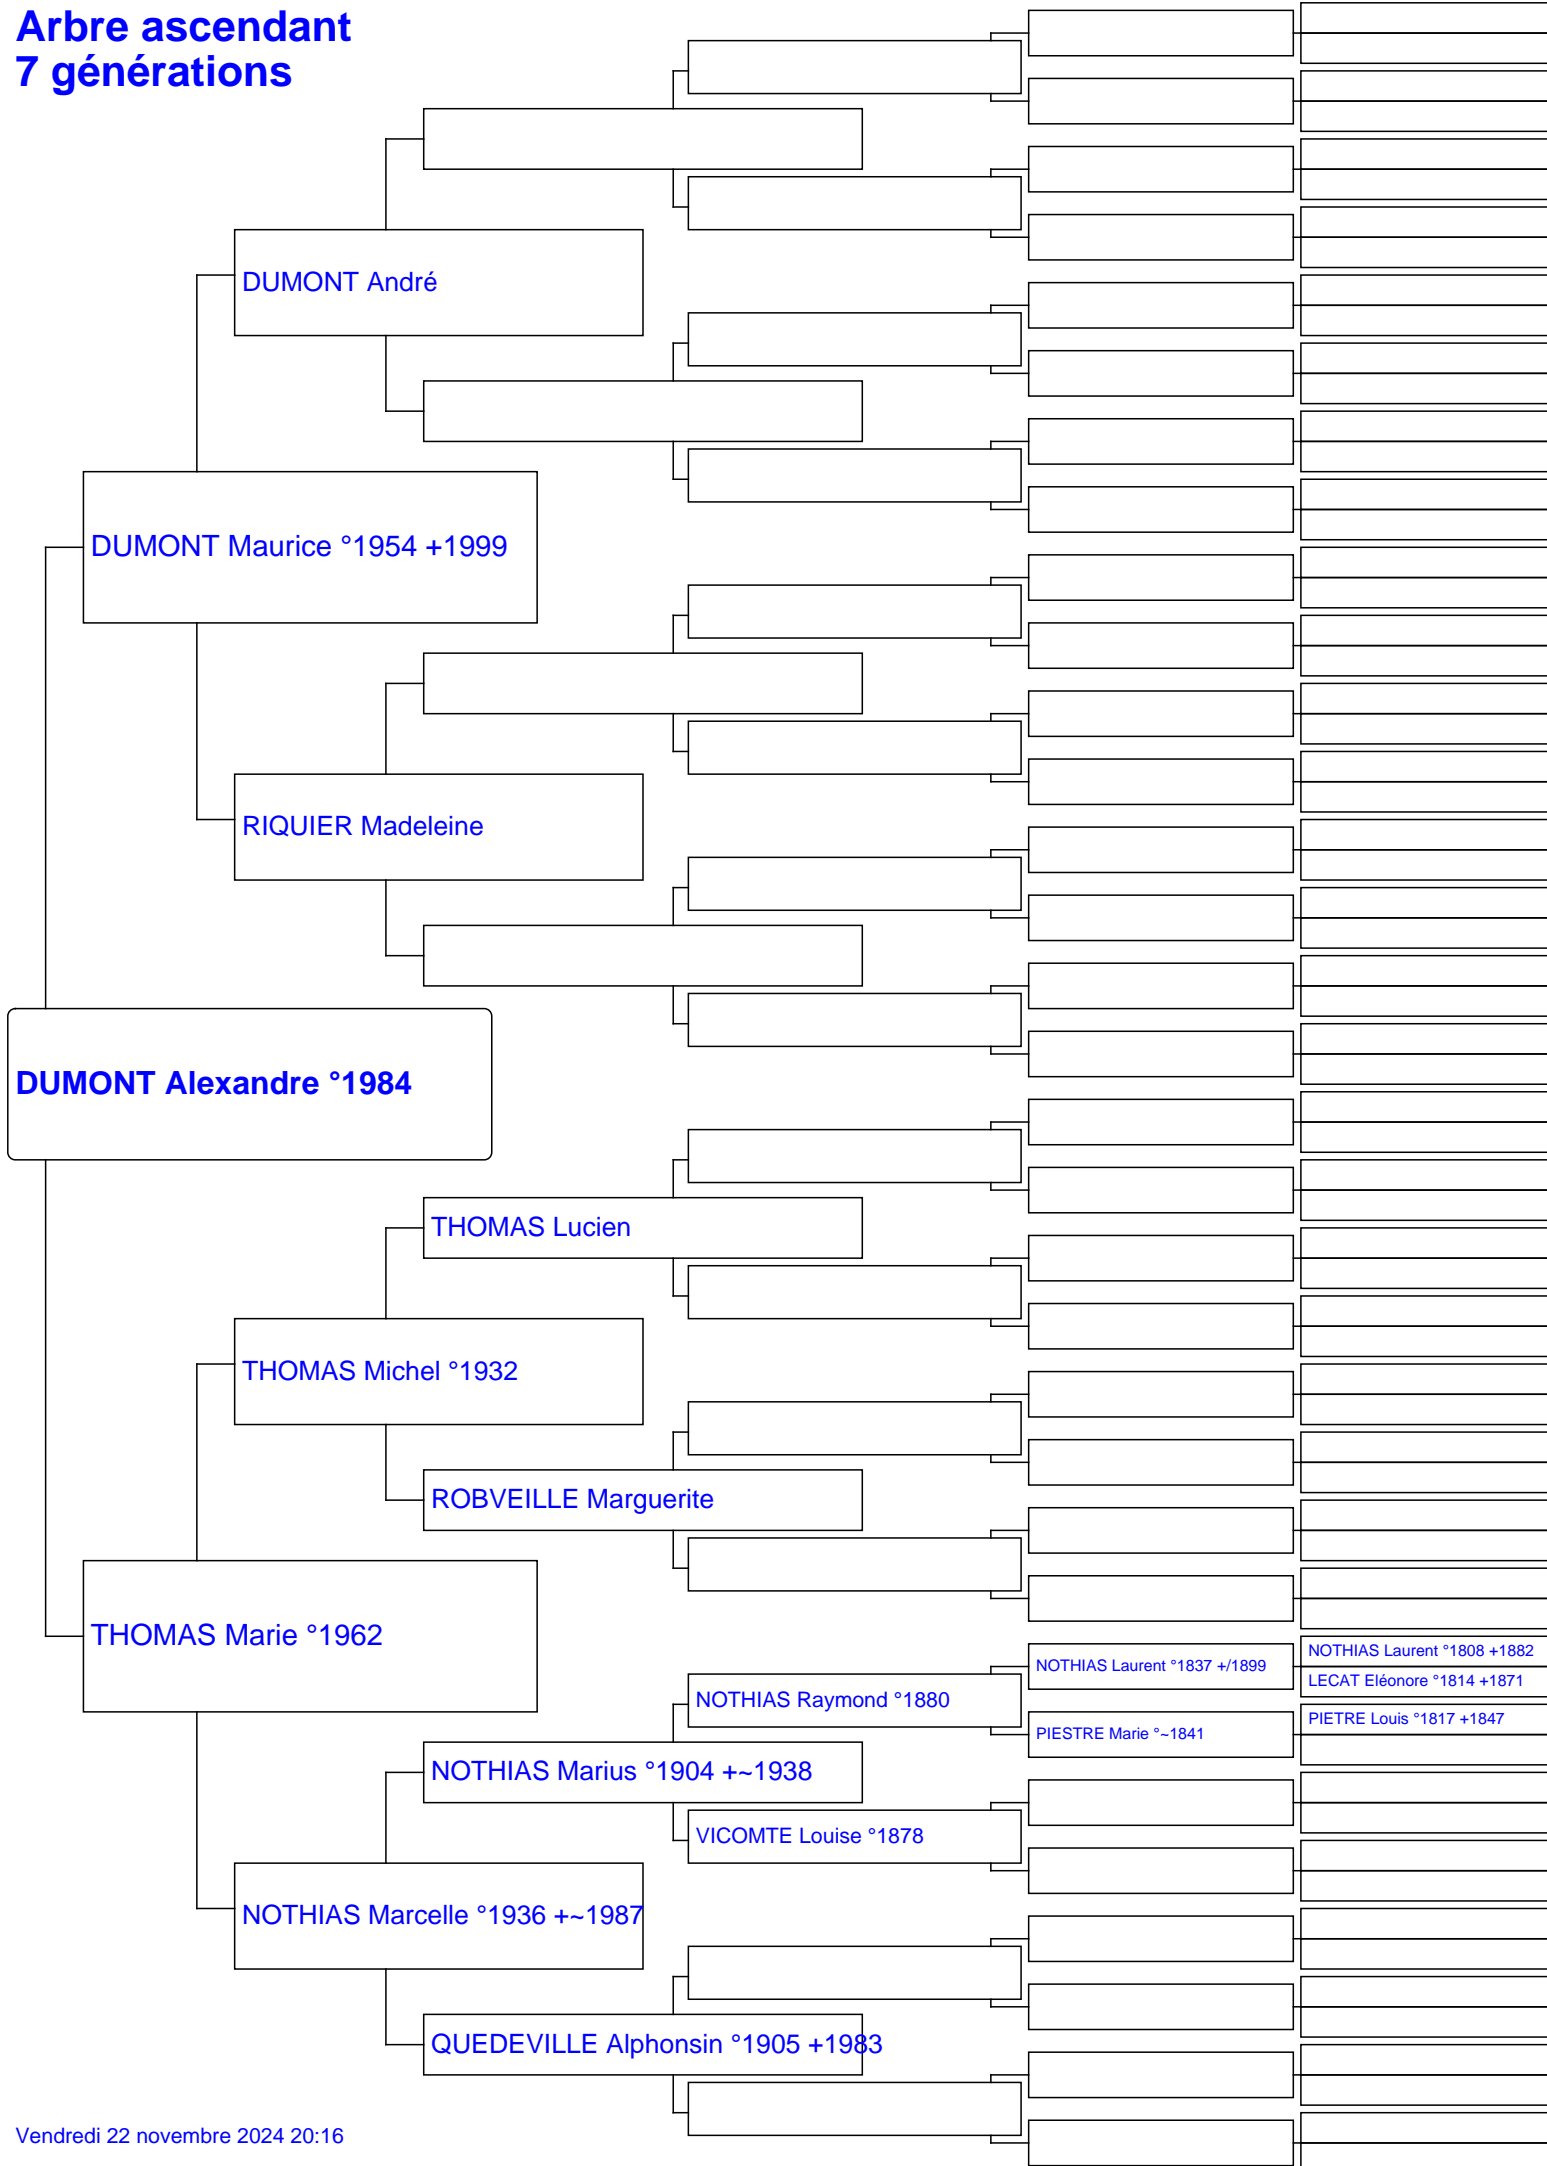 Arbre ascendant
7 générations
DUMONT André
DUMONT Maurice °1954 +1999
RIQUIER Madeleine
DUMONT Alexandre °1984
THOMAS Lucien
THOMAS Michel °1932
ROBVEILLE Marguerite
THOMAS Marie °1962
NOTHIAS Laurent °1808 +1882
NOTHIAS Laurent °1837 +/1899
LECAT Eléonore °1814 +1871
NOTHIAS Raymond °1880
PIETRE Louis °1817 +1847
PIESTRE Marie °~1841
NOTHIAS Marius °1904 +~1938
VICOMTE Louise °1878
NOTHIAS Marcelle °1936 +~1987
QUEDEVILLE Alphonsin °1905 +1983
Vendredi 22 novembre 2024 20:16